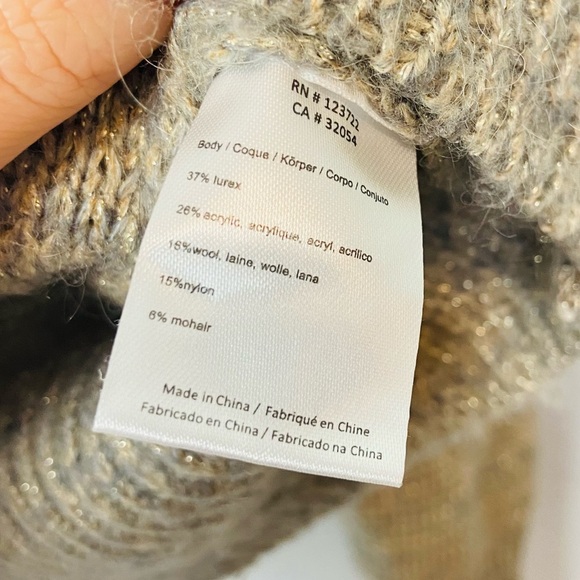 RN # 123722
CA # 32054
Body / Coque / Körper / Corpo / Conjuto
37% lurex
26% acrylic, acrylique, acryl, acrilico
16%wool, laine, wolle, lana
15%nylon
6% mohair
Made in China / Fabriqué en Chine
Fabricado en China / Fabricado na China